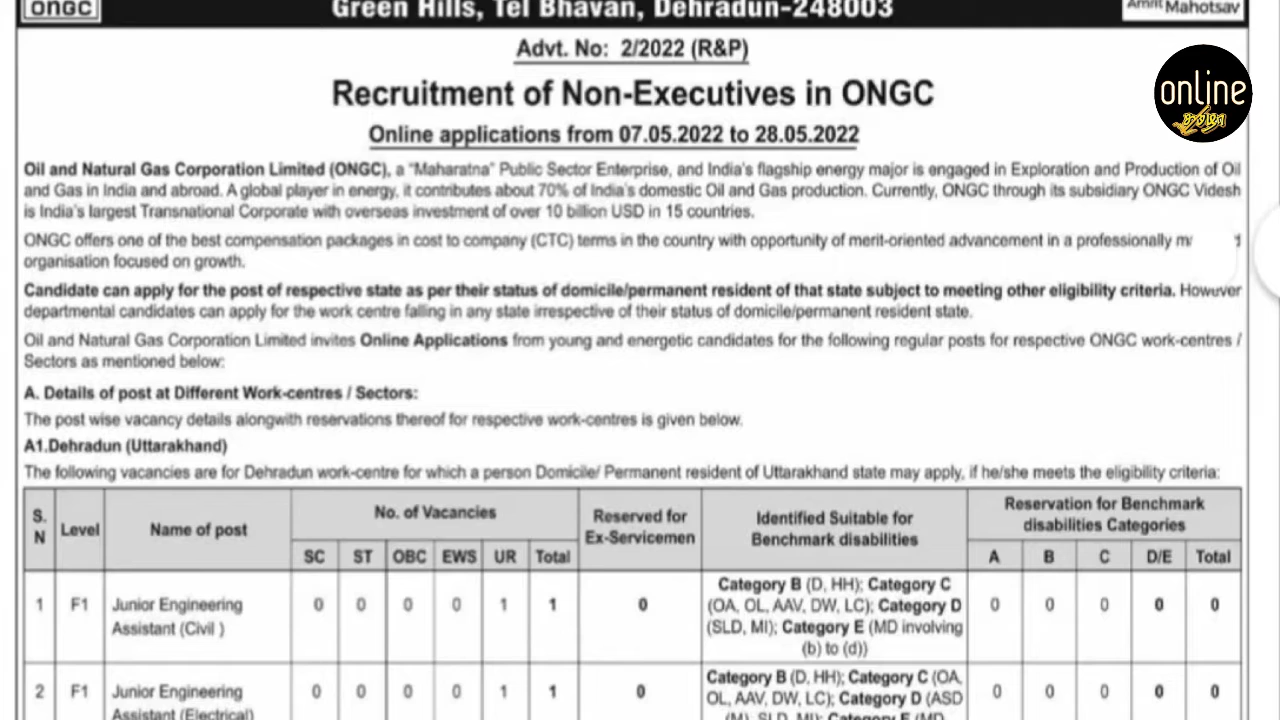 ONGC
Green Hills, Tel Bhavan, Dehradun-248003
Amrit Mahotsav
Advt. No: 2/2022 (R&P)
online
தமிழா
Recruitment of Non-Executives in ONGC
Online applications from 07.05.2022 to 28.05.2022
Oil and Natural Gas Corporation Limited (ONGC), a “Maharatna” Public Sector Enterprise, and India's flagship energy major is engaged in Exploration and Production of Oil
and Gas in India and abroad. A global player in energy, it contributes about 70% of India's domestic Oil and Gas production. Currently, ONGC through its subsidiary ONGC Videsh
is India's largest Transnational Corporate with overseas investment of over 10 billion USD in 15 countries.
ONGC offers one of the best compensation packages in cost to company (CTC) terms in the country with opportunity of merit-oriented advancement in a professionally
organisation focused on growth.
Candidate can apply for the post of respective state as per their status of domicile/permanent resident of that state subject to meeting other eligibility criteria. However
departmental candidates can apply for the work centre falling in any state irrespective of their status of domicile/permanent resident state.
Oil and Natural Gas Corporation Limited invites Online Applications from young and energetic candidates for the following regular posts for respective ONGC work-centres /
Sectors as mentioned below:
A. Details of post at Different Work-centres / Sectors:
The post wise vacancy details alongwith reservations thereof for respective work-centres is given below.
A1.Dehradun (Uttarakhand)
The following vacancies are for Dehradun work-centre for which a person Domicile/ Permanent resident of Uttarakhand state may apply, if he/she meets the eligibility criteria:
S. N Level Name of post No. of Vacancies Reserved for Ex-Servicemen Identified Suitable for Benchmark disabilities Reservation for Benchmark disabilities Categories
SC ST OBC EWS UR Total A B C D/E Total
1 F1 Junior Engineering Assistant (Civil ) 0 0 0 0 1 1 0 Category B (D, HH); Category C (OA, OL, AAV, DW, LC); Category D (SLD, MI); Category E (MD involving (b) to (d)) 0 0 0 0 0
2 F1 Junior Engineering Assistant (Electrical) 0 0 0 0 1 1 0 Category B (D, HH); Category C (OA, OL, AAV, DW, LC); Category D (ASD (M), SLD, MI); Category E (MD 0 0 0 0 0